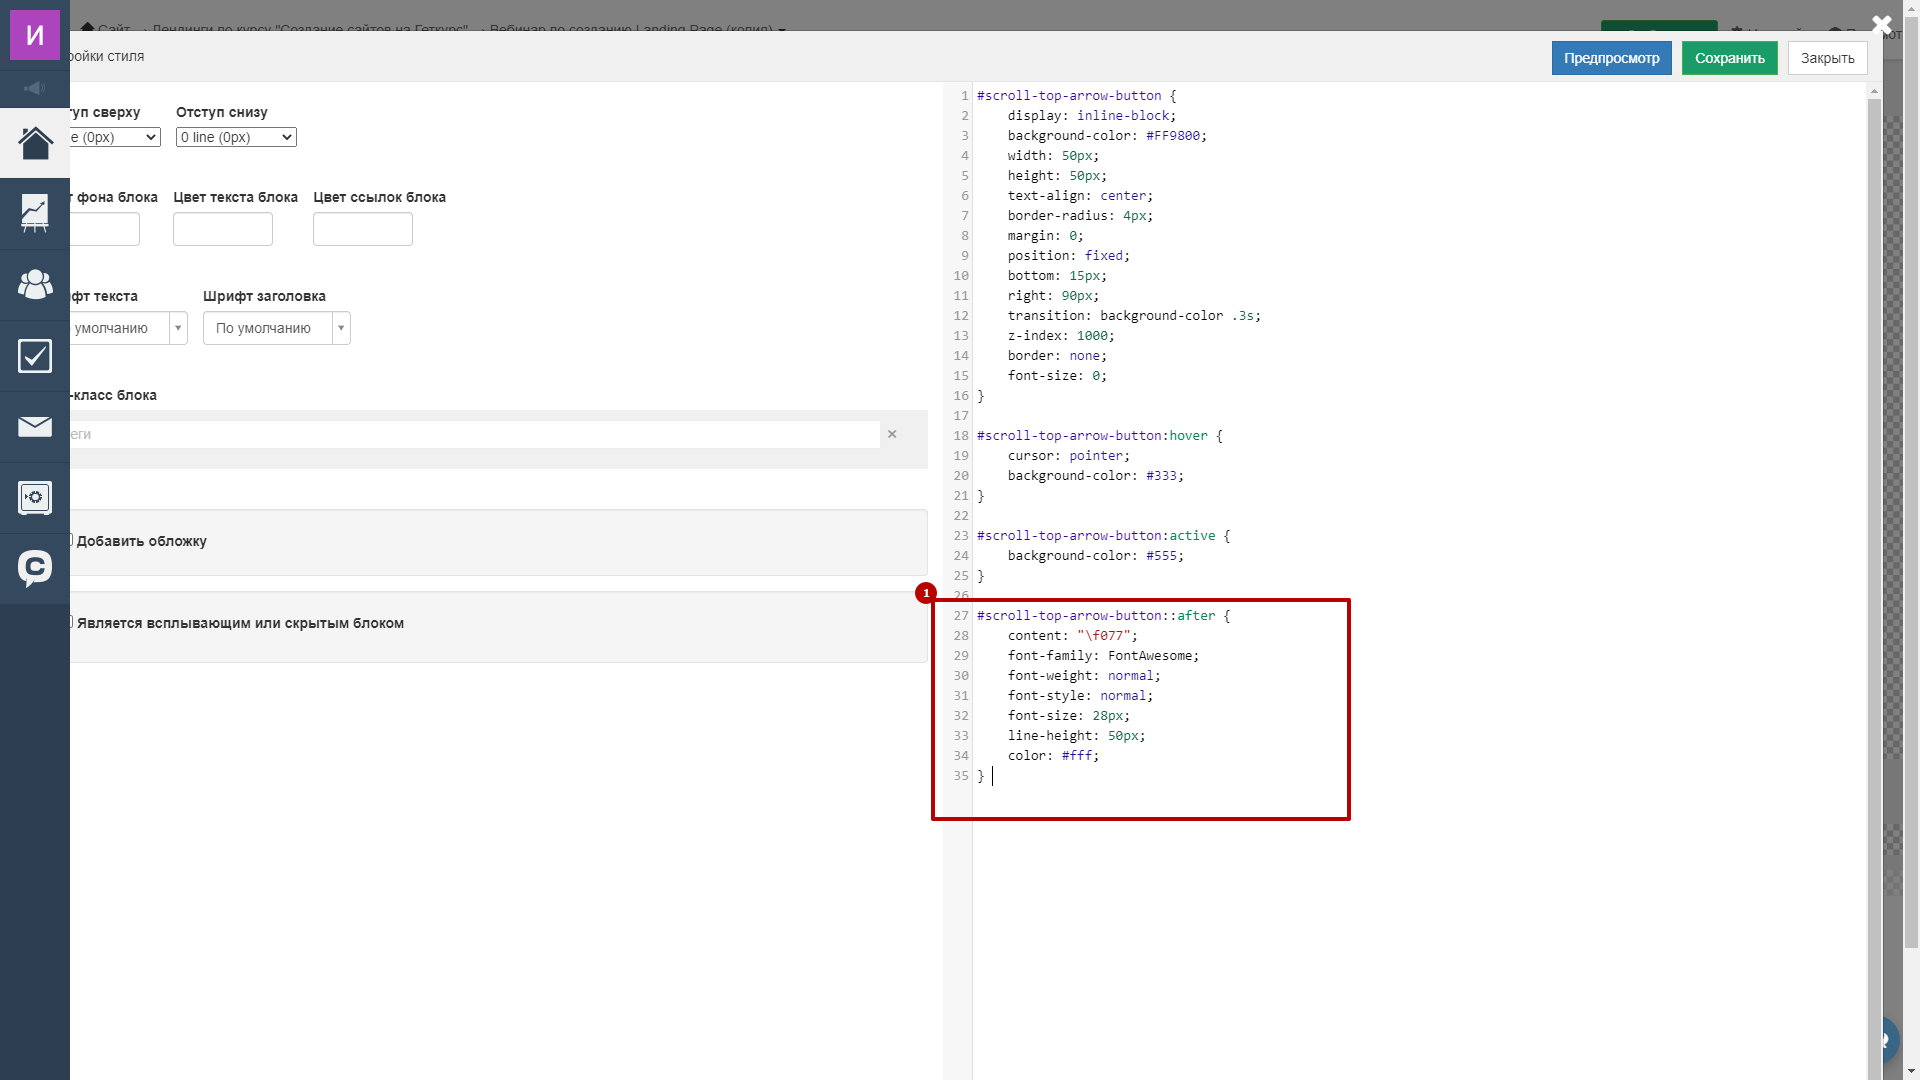 И
Сайт
Лендинги по курсу "Создание сайтов на Геткурс"
Вебинар по созданию Landing Page (копия)
ройки стиля
Предпросмотр
Сохранить
Закрыть
туп сверху
Отступ снизу
e (0px)
0 line (0px)
т фона блока
Цвет текста блока
Цвет ссылок блока
ифт текста
Шрифт заголовка
умолчанию
По умолчанию
-класс блока
еги
×
Добавить обложку
Является всплывающим или скрытым блоком
1
1 #scroll-top-arrow-button {
2 display: inline-block;
3 background-color: #FF9800;
4 width: 50px;
5 height: 50px;
6 text-align: center;
7 border-radius: 4px;
8 margin: 0;
9 position: fixed;
10 bottom: 15px;
11 right: 90px;
12 transition: background-color .3s;
13 z-index: 1000;
14 border: none;
15 font-size: 0;
16 }
17
18 #scroll-top-arrow-button:hover {
19 cursor: pointer;
20 background-color: #333;
21 }
22
23 #scroll-top-arrow-button:active {
24 background-color: #555;
25 }
26
27 #scroll-top-arrow-button::after {
28 content: "\f077";
29 font-family: FontAwesome;
30 font-weight: normal;
31 font-style: normal;
32 font-size: 28px;
33 line-height: 50px;
34 color: #fff;
35 }